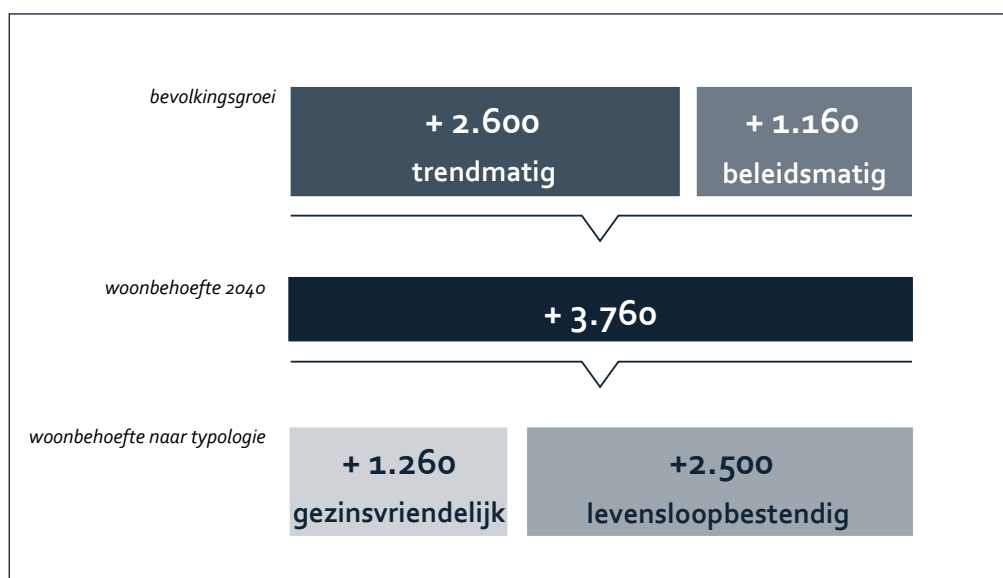 bevolkingsgroei
+ 2.600
trendmatig
+ 1.160
beleidsmatig
woonbehoefte 2040
+ 3.760
woonbehoefte naar typologie
+ 1.260
gezinsvriendelijk
+2.500
levensloopbestendig